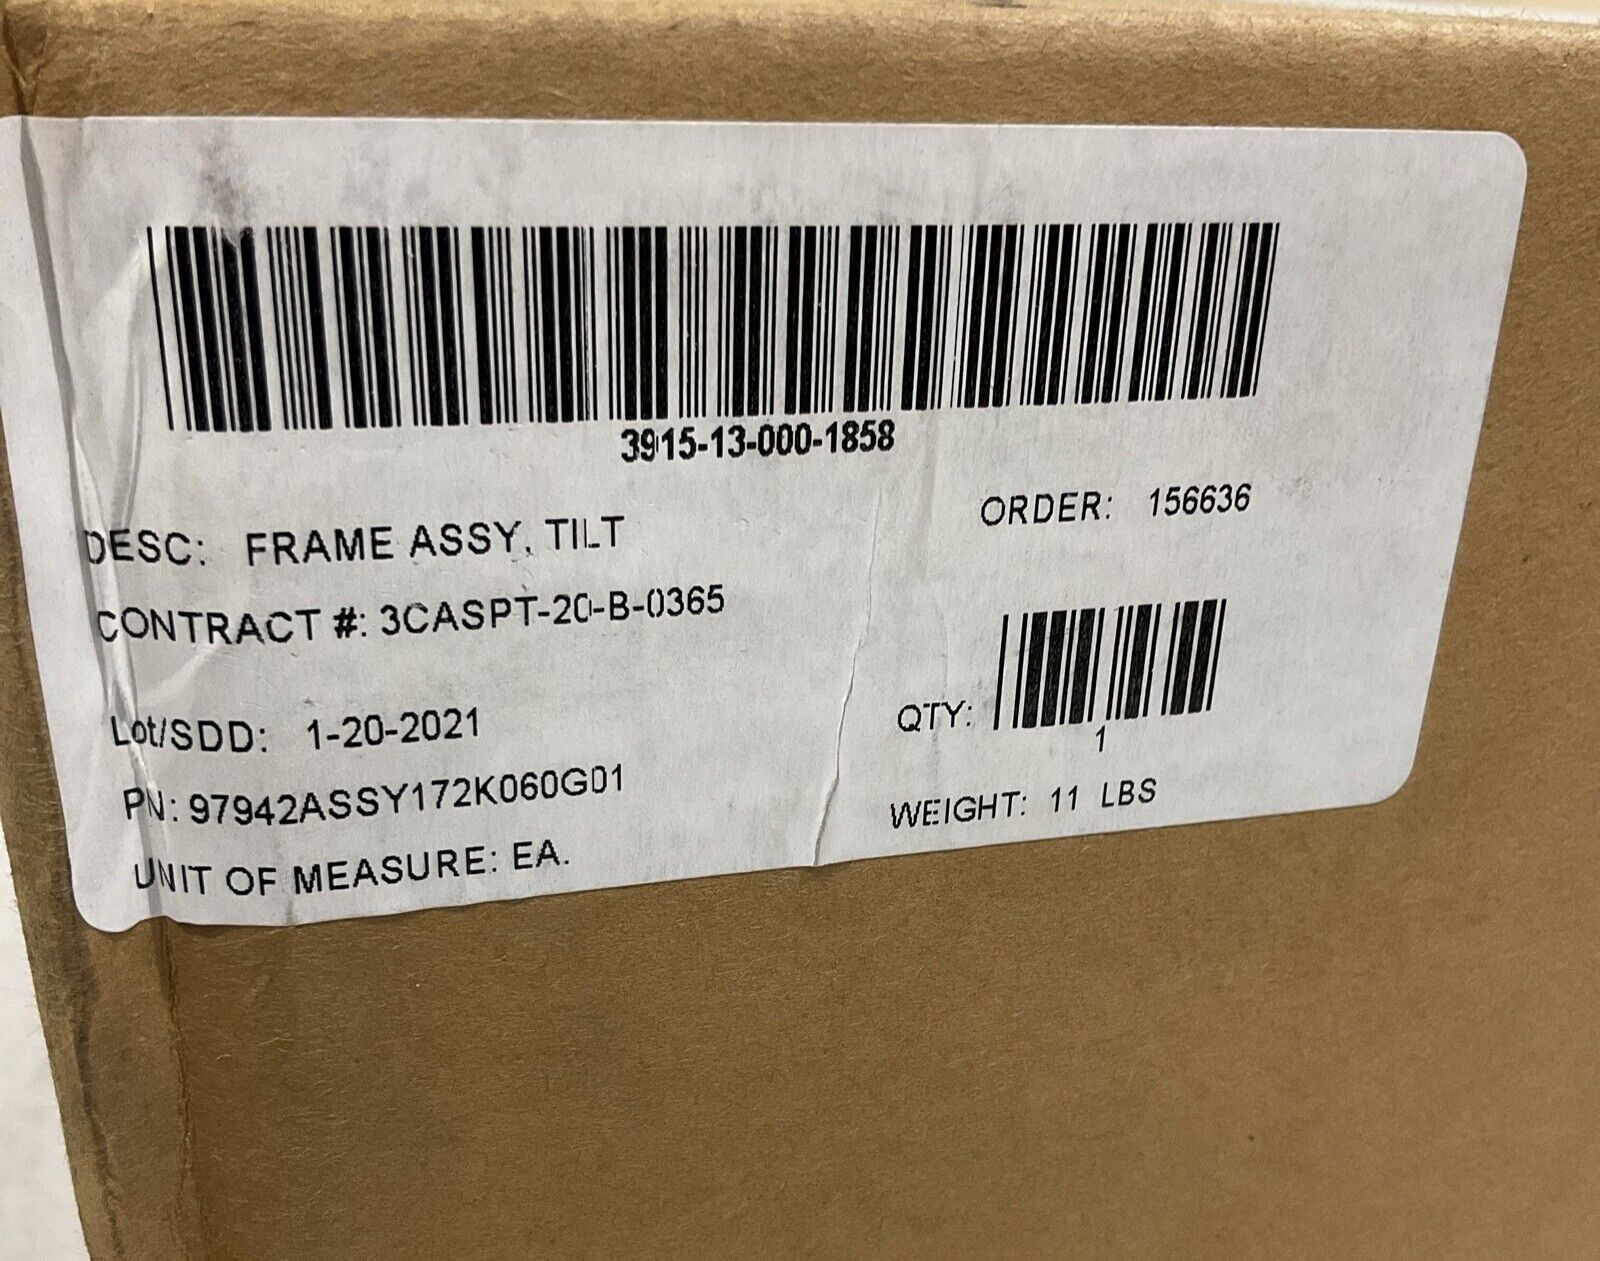 3915-13-000-1858
DESC: FRAME ASSY, TILT
ORDER: 156636
CONTRACT #: 3CASPT-20-B-0365
QTY:
1
Lot/SDD: 1-20-2021
PN: 97942ASSY172K060G01
WEIGHT: 11 LBS
UNIT OF MEASURE: EA.